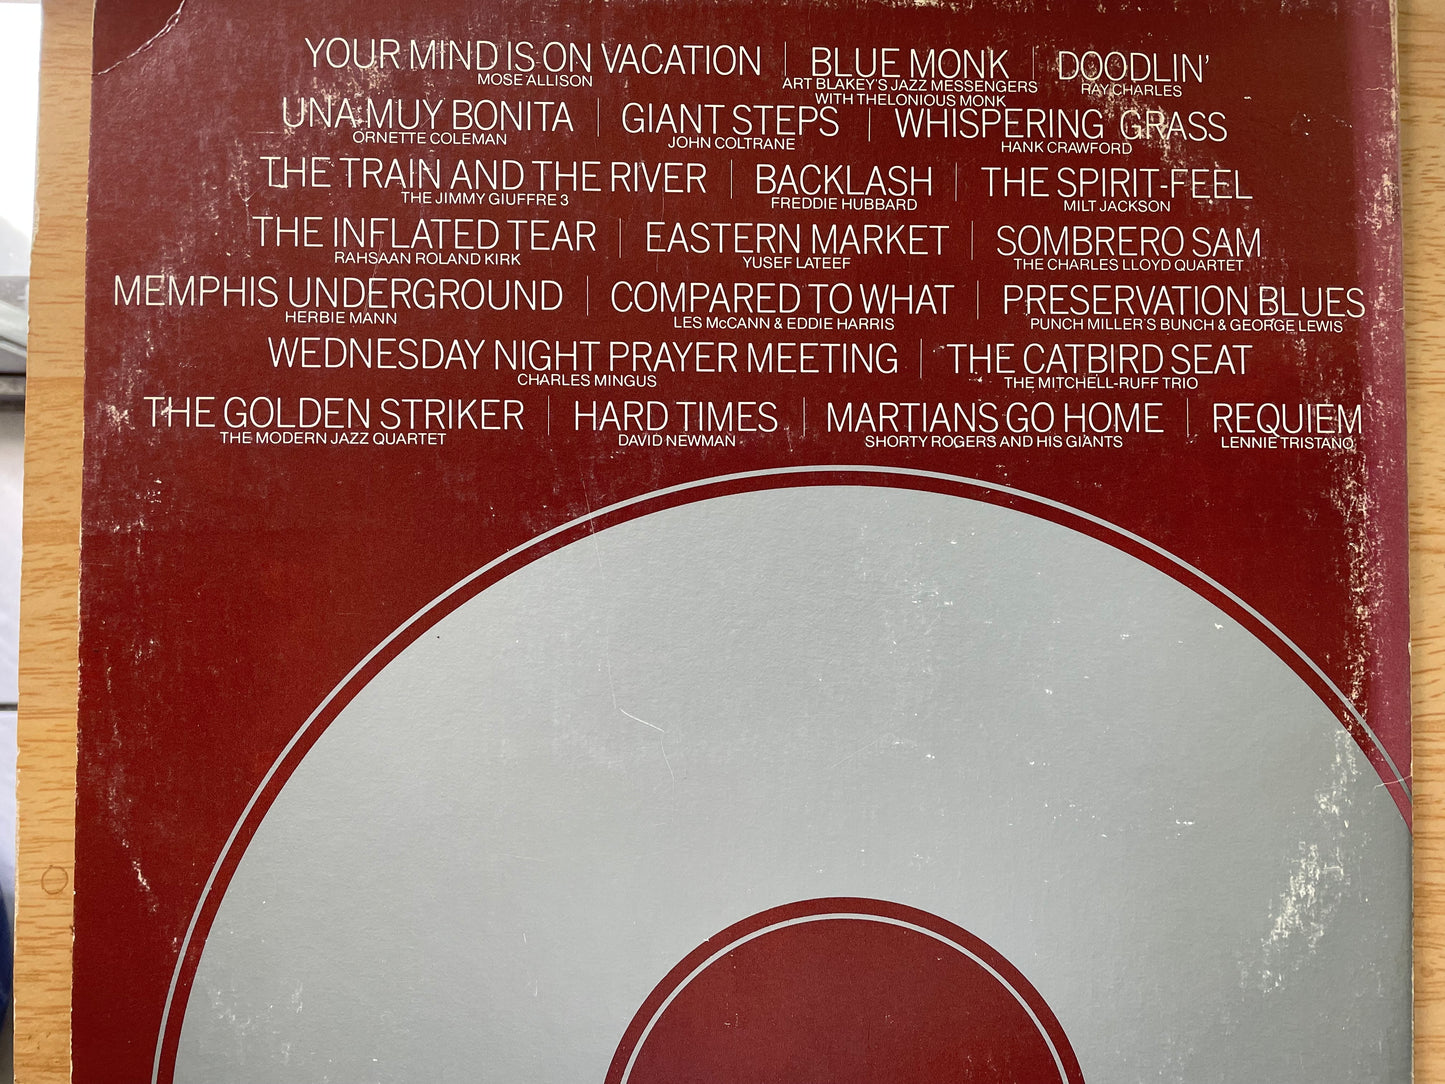 YOUR MIND IS ON VACATION | BLUE MONK | DOODLIN'
MOSE ALLISON ART BLAKEY'S JAZZ MESSENGERS RAY CHARLES
WITH THELONIOUS MONK
UNA MUY BONITA | GIANT STEPS | WHISPERING GRASS
ORNETTE COLEMAN JOHN COLTRANE HANK CRAWFORD
THE TRAIN AND THE RIVER | BACKLASH | THE SPIRIT-FEEL
THE JIMMY GIUFFRE 3 FREDDIE HUBBARD MILT JACKSON
THE INFLATED TEAR | EASTERN MARKET | SOMBRERO SAM
RAHSAAN ROLAND KIRK YUSEF LATEEF THE CHARLES LLOYD QUARTET
MEMPHIS UNDERGROUND | COMPARED TO WHAT | PRESERVATION BLUES
HERBIE MANN LES McCANN & EDDIE HARRIS PUNCH MILLER'S BUNCH & GEORGE LEWIS
WEDNESDAY NIGHT PRAYER MEETING | THE CATBIRD SEAT
CHARLES MINGUS THE MITCHELL-RUFF TRIO
THE GOLDEN STRIKER | HARD TIMES | MARTIANS GO HOME | REQUIEM
THE MODERN JAZZ QUARTET DAVID NEWMAN SHORTY ROGERS AND HIS GIANTS LENNIE TRISTANO